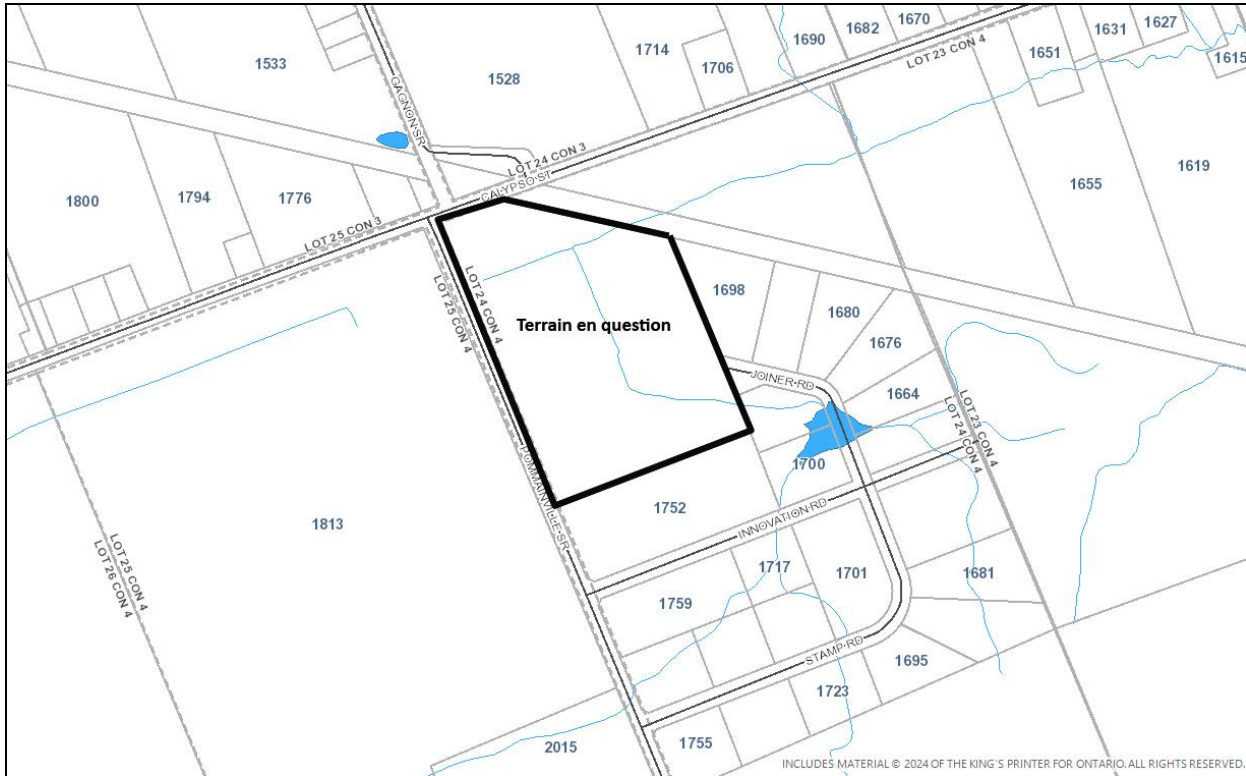 1670
1682
1627
1631
1690
1714
1651
1615
1706
LOT 23 CON 4
1533
1528
GAGNON SR
LOT 24 CON 3
1619
1655
CALYPSO ST
1794
1776
1800
LOT 25 CON 3
LOT 24 CON 4
LOT 25 CON 4
1698
1680
Terrain en question
1676
JOINER RD
1664
LOT 23 CON 4
LOT 24 CON 4
1700
POMMAINVILLE SR
1752
1813
INNOVATION RD
LOT 25 CON 4
LOT 26 CON 4
1717
1701
1681
1759
STAMP RD
1695
1723
2015
1755
INCLUDES MATERIAL © 2024 OF THE KING'S PRINTER FOR ONTARIO. ALL RIGHTS RESERVED.